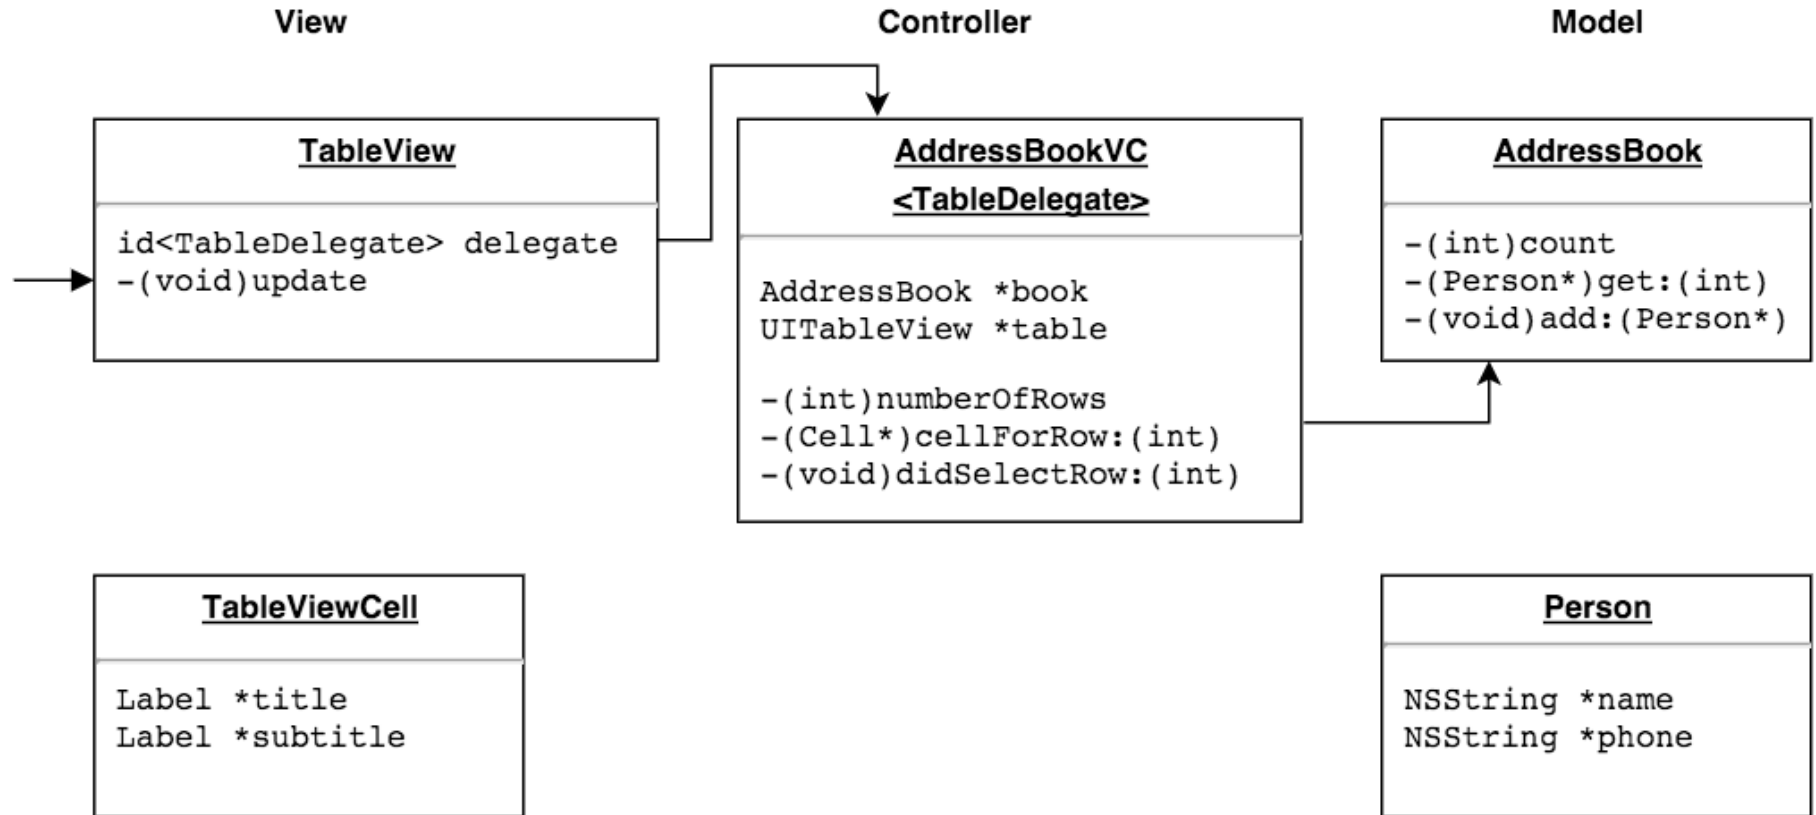 View
Controller
Model
TableView
id<TableDelegate> delegate
-(void)update
AddressBookVC
<TableDelegate>
AddressBook *book
UITableView *table
-(int)numberOfRows
-(Cell*)cellForRow:(int)
-(void)didSelectRow:(int)
AddressBook
-(int)count
-(Person*)get:(int)
-(void)add:(Person*)
TableViewCell
Label *title
Label *subtitle
Person
NSString *name
NSString *phone